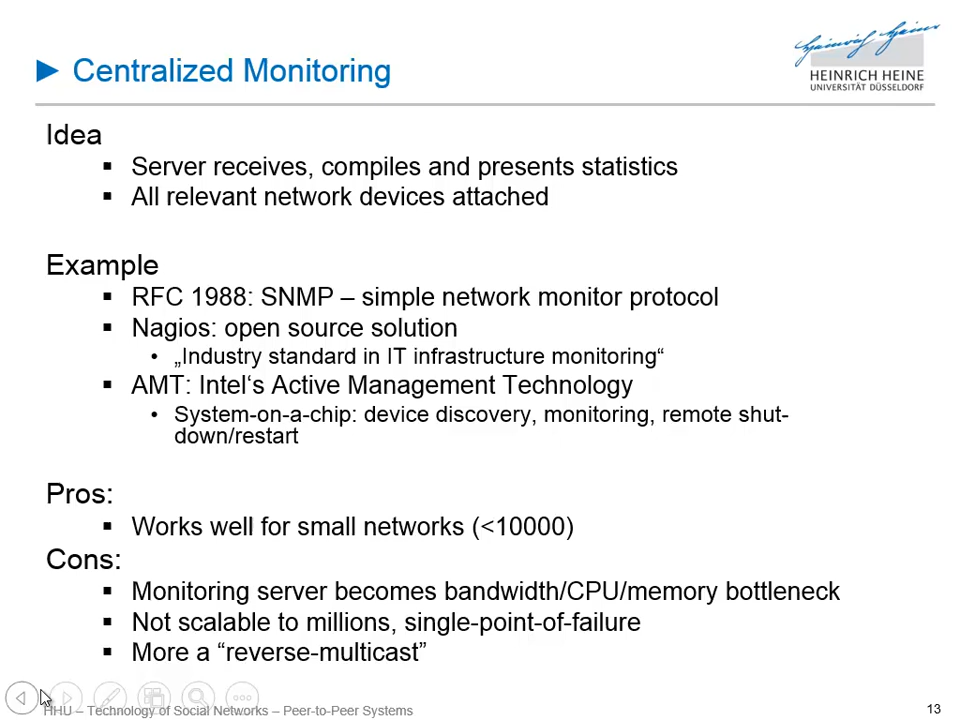 Centralized Monitoring
Heinrich Heine
HEINRICH HEINE
UNIVERSITÄT DÜSSELDORF
Idea
Server receives, compiles and presents statistics
All relevant network devices attached
Example
RFC 1988: SNMP – simple network monitor protocol
Nagios: open source solution
„Industry standard in IT infrastructure monitoring“
AMT: Intel‘s Active Management Technology
System-on-a-chip: device discovery, monitoring, remote shut-
down/restart
Pros:
Works well for small networks (<10000)
Cons:
Monitoring server becomes bandwidth/CPU/memory bottleneck
Not scalable to millions, single-point-of-failure
More a “reverse-multicast”
HHU – Technology of Social Networks – Peer-to-Peer Systems
13